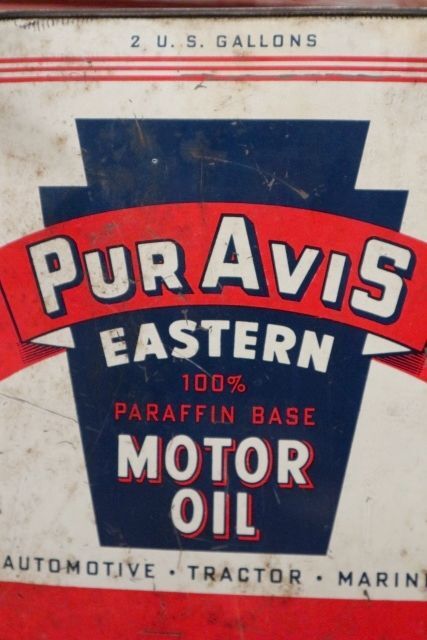 2 U. S. GALLONS
PUR AVIS
EASTERN
100%
PARAFFIN BASE
MOTOR
OIL
AUTOMOTIVE · TRACTOR · MARIN